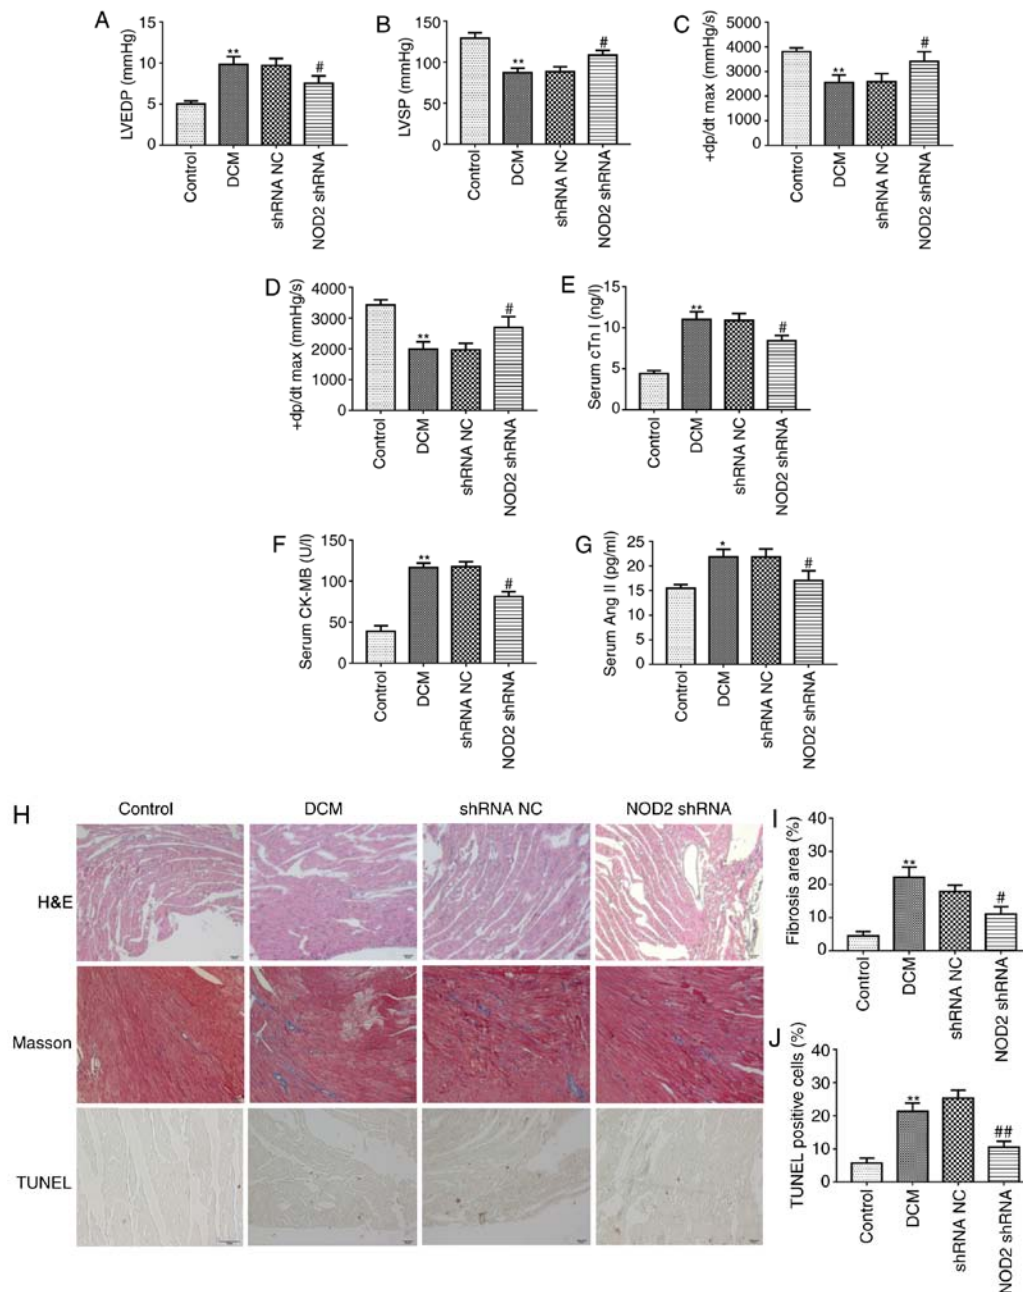 A
LVEDP (mmHg)
15
10
5
0
**
#
Control
DCM
shRNA NC
NOD2 shRNA
B
LVSP (mmHg)
150
100
50
0
**
#
Control
DCM
shRNA NC
NOD2 shRNA
C
+dp/dt max (mmHg/s)
5000
4000
3000
2000
1000
0
**
#
Control
DCM
shRNA NC
NOD2 shRNA
D
+dp/dt max (mmHg/s)
4000
3000
2000
1000
0
**
#
Control
DCM
shRNA NC
NOD2 shRNA
E
Serum cTn I (ng/l)
15
10
5
0
**
#
Control
DCM
shRNA NC
NOD2 shRNA
F
Serum CK-MB (U/l)
150
100
50
0
**
#
Control
DCM
shRNA NC
NOD2 shRNA
G
Serum Ang II (pg/ml)
25
20
15
10
5
0
*
#
Control
DCM
shRNA NC
NOD2 shRNA
H
Control
DCM
shRNA NC
NOD2 shRNA
H&E
Masson
TUNEL
I
Fibrosis area (%)
40
30
20
10
0
**
#
Control
DCM
shRNA NC
NOD2 shRNA
J
TUNEL positive cells (%)
40
30
20
10
0
**
##
Control
DCM
shRNA NC
NOD2 shRNA